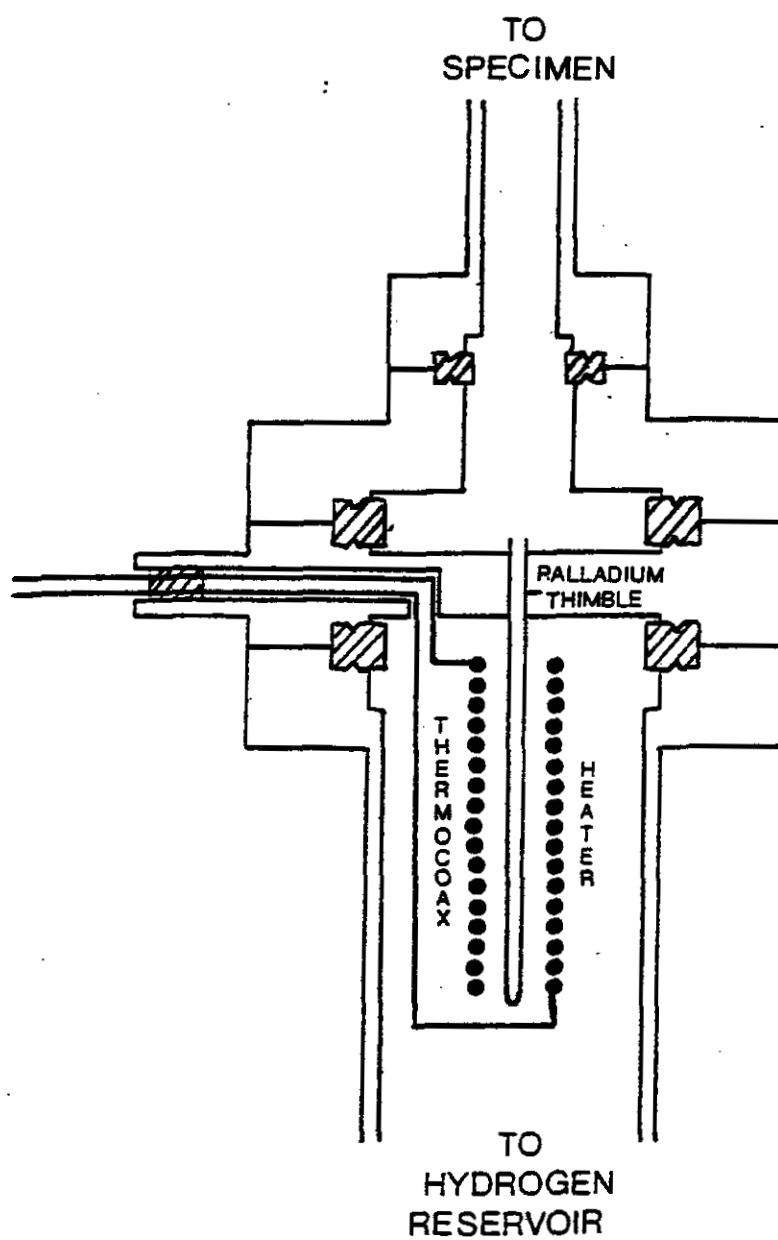 TO
SPECIMEN
PALLADIUM
THIMBLE
THERMOCOAX
HEATER
TO
HYDROGEN
RESERVOIR